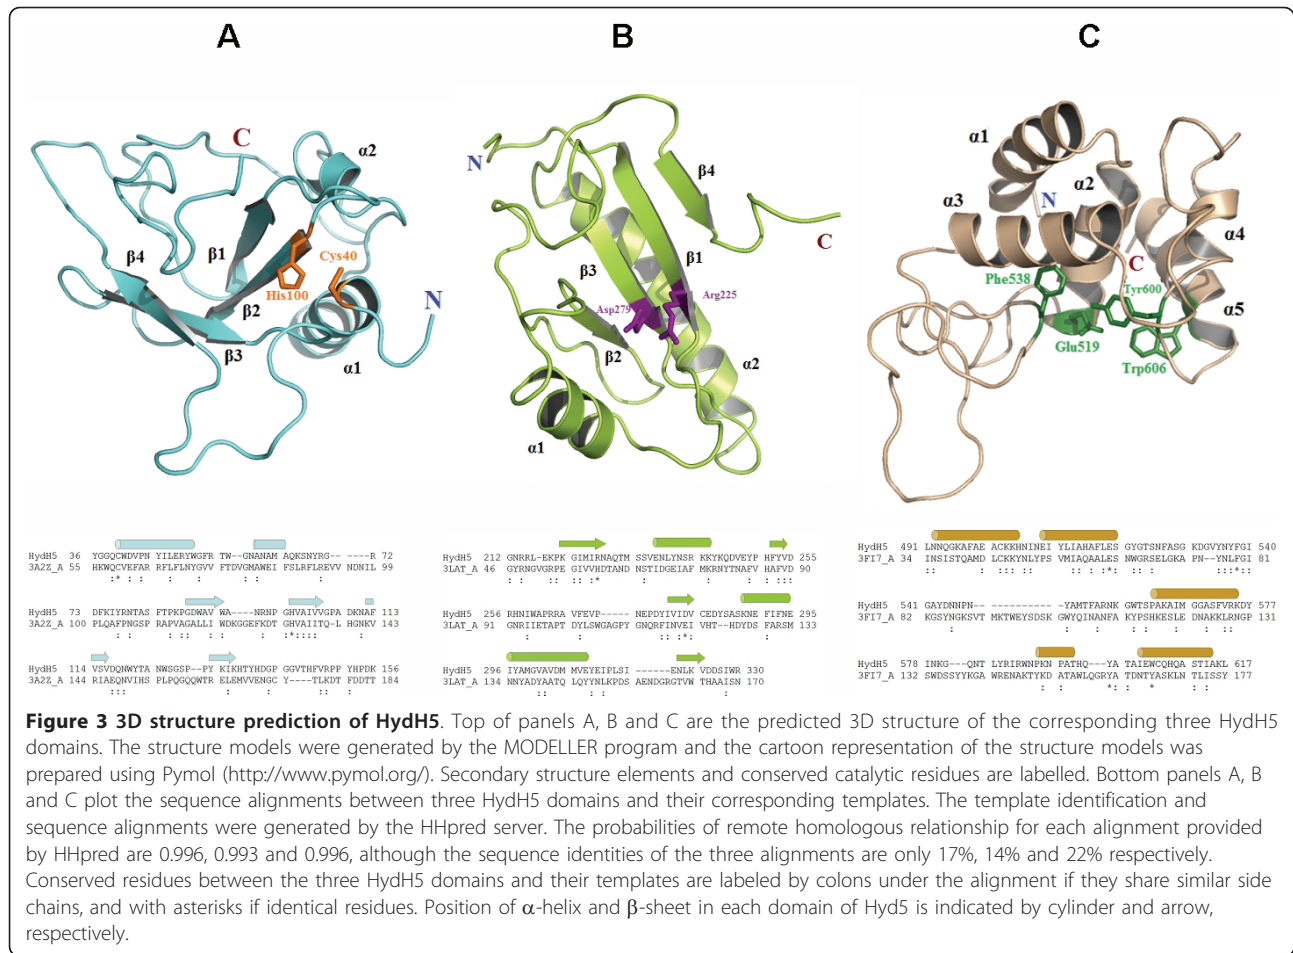 A
B
C
C
α2
β4
β1
Cys40
β2
His100
N
β3
α1
N
β4
C
β3
β1
Arg225
Asp279
β2
α2
α1
α1
α2
N
α3
α4
C
Phe538
Tyr600
α5
Glu519
Trp606
HydH5 36 YGGQCWDVPN YILERYWGFR TW--GNANAM AQKSNYRG- ----R 72
3A2Z_A 55 HKWQCVEFAR RFLFLNYGVV FTDVGMAWEI FSLRFLREVV NDNIL 99
:* : : : : :
HydH5 73 DFKIYRNTAS FTPKPGDWAV WA----NRNP GHVAIVVGPA DKNAF 113
3A2Z_A 100 PLQAFPNGSP RAPVAGALLI WDKGGEFKDT GHVAIITQ-L HGNKV 143
HydH5 114 VSVDQNWYTA NWSGSP--PY KIKHTYHDGP GGVTHFVRPP YHPDK 156
3A2Z_A 144 RIAEQNVIHS PLPQGQQWTR ELEMVVENGC Y----TLKDT FDDTT 184
HydH5 212 GNRRL-EKPK GIMIRNAQTM SSVENLYNSR KKYKQDVEYP HFYVD 255
3LAT_A 46 GYRNGVGRPE GIVVHDTAND NSTIDGEIAF MKRNYTNAFV HAFVD 90
HydH5 256 RHNIWAPRRA VFEVP----- NEPDYIVIDV CEDYSASKNE FIFNE 295
3LAT_A 91 GNRIIETAPT DYLSWGAGPY GNQRFINVEI VHT--HDYDS FARSM 133
HydH5 296 IYAMGVAVDM MVEYEIPLSI ------ENLK VDDSIWR 330
3LAT_A 134 NNYADYAATQ LQYYNLKPDS AENDGRGTVW THAAISN 170
HydH5 491 LNNQGKAFAE ACKKHINEIY LIAHAFLES GYGTSNFASG KDGVYNYFGI 540
3FI7_A 34 INSISTQAMD LCKKYNLYPS VMIAQAALES NWGRSELGKA PN--YNLFGI 81
HydH5 541 GAYDNNPN-- ----------YAMTFARNK GWTSPAKAIM GGASFVRKDY 577
3FI7_A 82 KGSYNGKSVT MKTWEYSDSK GWYQINANFA KYPSHKESLE DNAKKLRNGP 131
HydH5 578 INKG---QNT LYRIRWNPKN PATHQ---YA TAIEWCQHQA STIAKL 617
3FI7_A 132 SWDSSYYKGA WRENAKTYKD ATAWLQGRYA TDNTYASKLN TLISSY 177
Figure 3 3D structure prediction of HydH5. Top of panels A, B and C are the predicted 3D structure of the corresponding three HydH5
domains. The structure models were generated by the MODELLER program and the cartoon representation of the structure models was
prepared using Pymol (http://www.pymol.org/). Secondary structure elements and conserved catalytic residues are labelled. Bottom panels A, B
and C plot the sequence alignments between three HydH5 domains and their corresponding templates. The template identification and
sequence alignments were generated by the HHpred server. The probabilities of remote homologous relationship for each alignment provided
by HHpred are 0.996, 0.993 and 0.996, although the sequence identities of the three alignments are only 17%, 14% and 22% respectively.
Conserved residues between the three HydH5 domains and their templates are labeled by colons under the alignment if they share similar side
chains, and with asterisks if identical residues. Position of α-helix and β-sheet in each domain of Hyd5 is indicated by cylinder and arrow,
respectively.